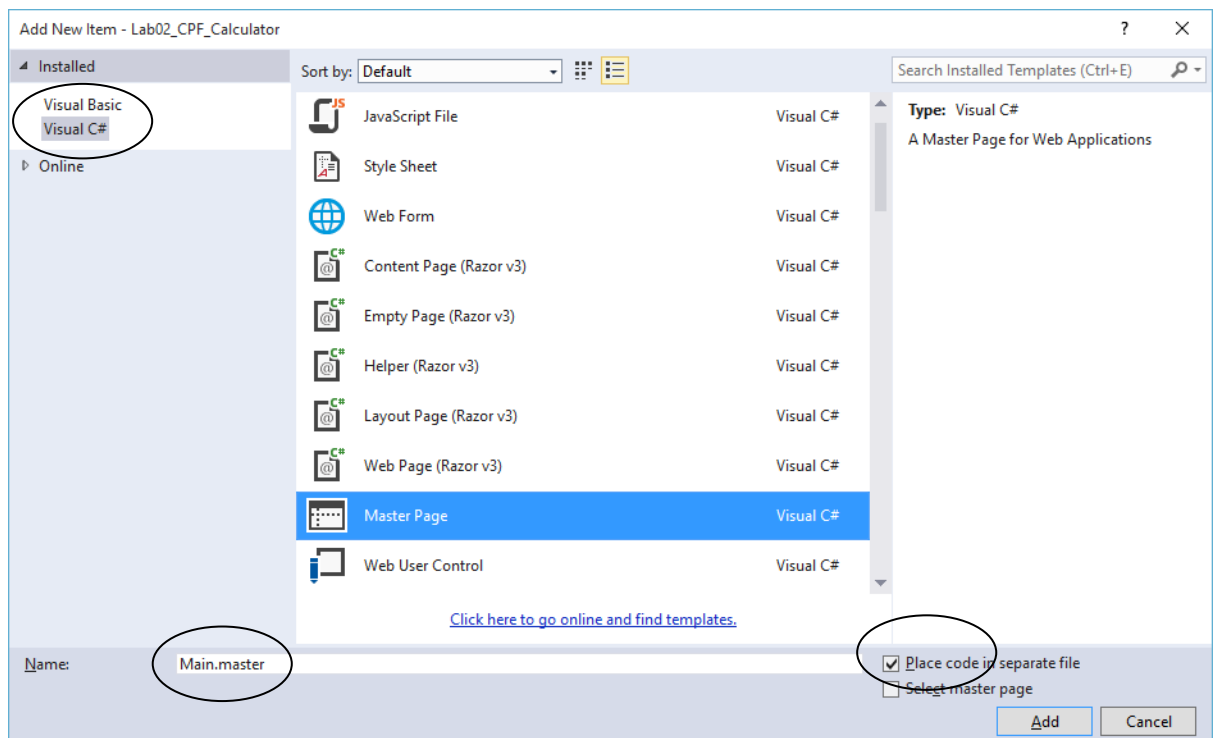 Add New Item - Lab02_CPF_Calculator
?
Installed
Sort by: Default
Search Installed Templates (Ctrl+E)
Visual Basic
Visual C#
Online
JavaScript File Visual C#
Style Sheet Visual C#
Web Form Visual C#
Content Page (Razor v3) Visual C#
Empty Page (Razor v3) Visual C#
Helper (Razor v3) Visual C#
Layout Page (Razor v3) Visual C#
Web Page (Razor v3) Visual C#
Master Page Visual C#
Web User Control Visual C#
Click here to go online and find templates.
Type: Visual C#
A Master Page for Web Applications
Name: Main.master
Place code in separate file
Select master page
Add Cancel